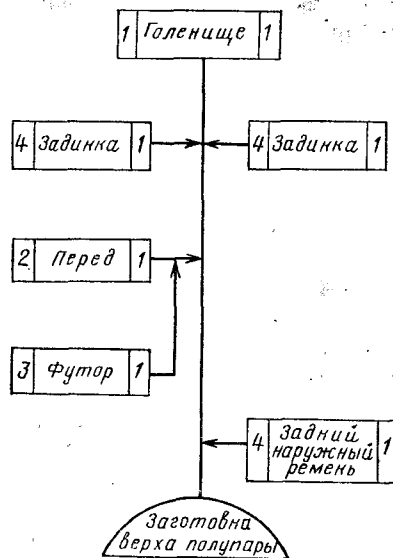 1 Голенище 1
4 Задинка 1
4 Задинка 1
2 Перед 1
3 Футор 1
4 Задний наружный ремень 1
Заготовка
верха полупары